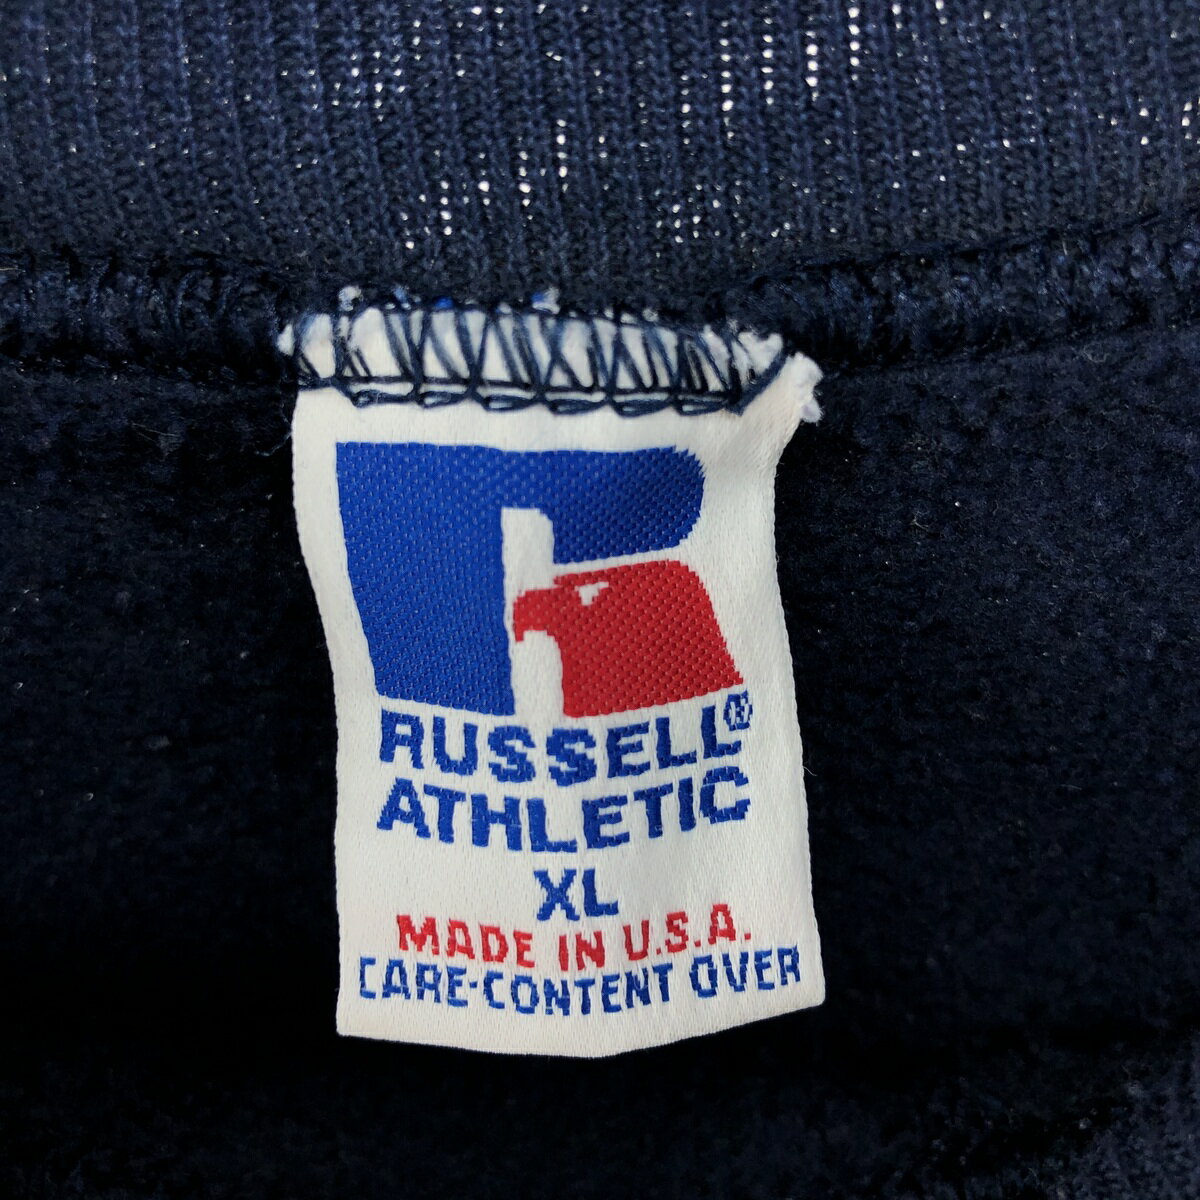 RUSSELL®
ATHLETIC
XL
MADE IN U.S.A.
CARE-CONTENT OVER